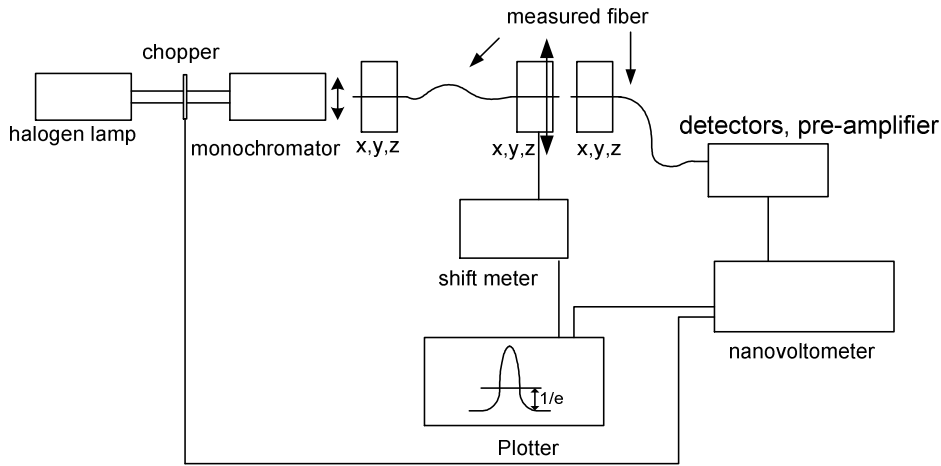 measured fiber
chopper
halogen lamp
monochromator
x,y,z
x,y,z
x,y,z
detectors, pre-amplifier
shift meter
nanovoltometer
1/e
Plotter